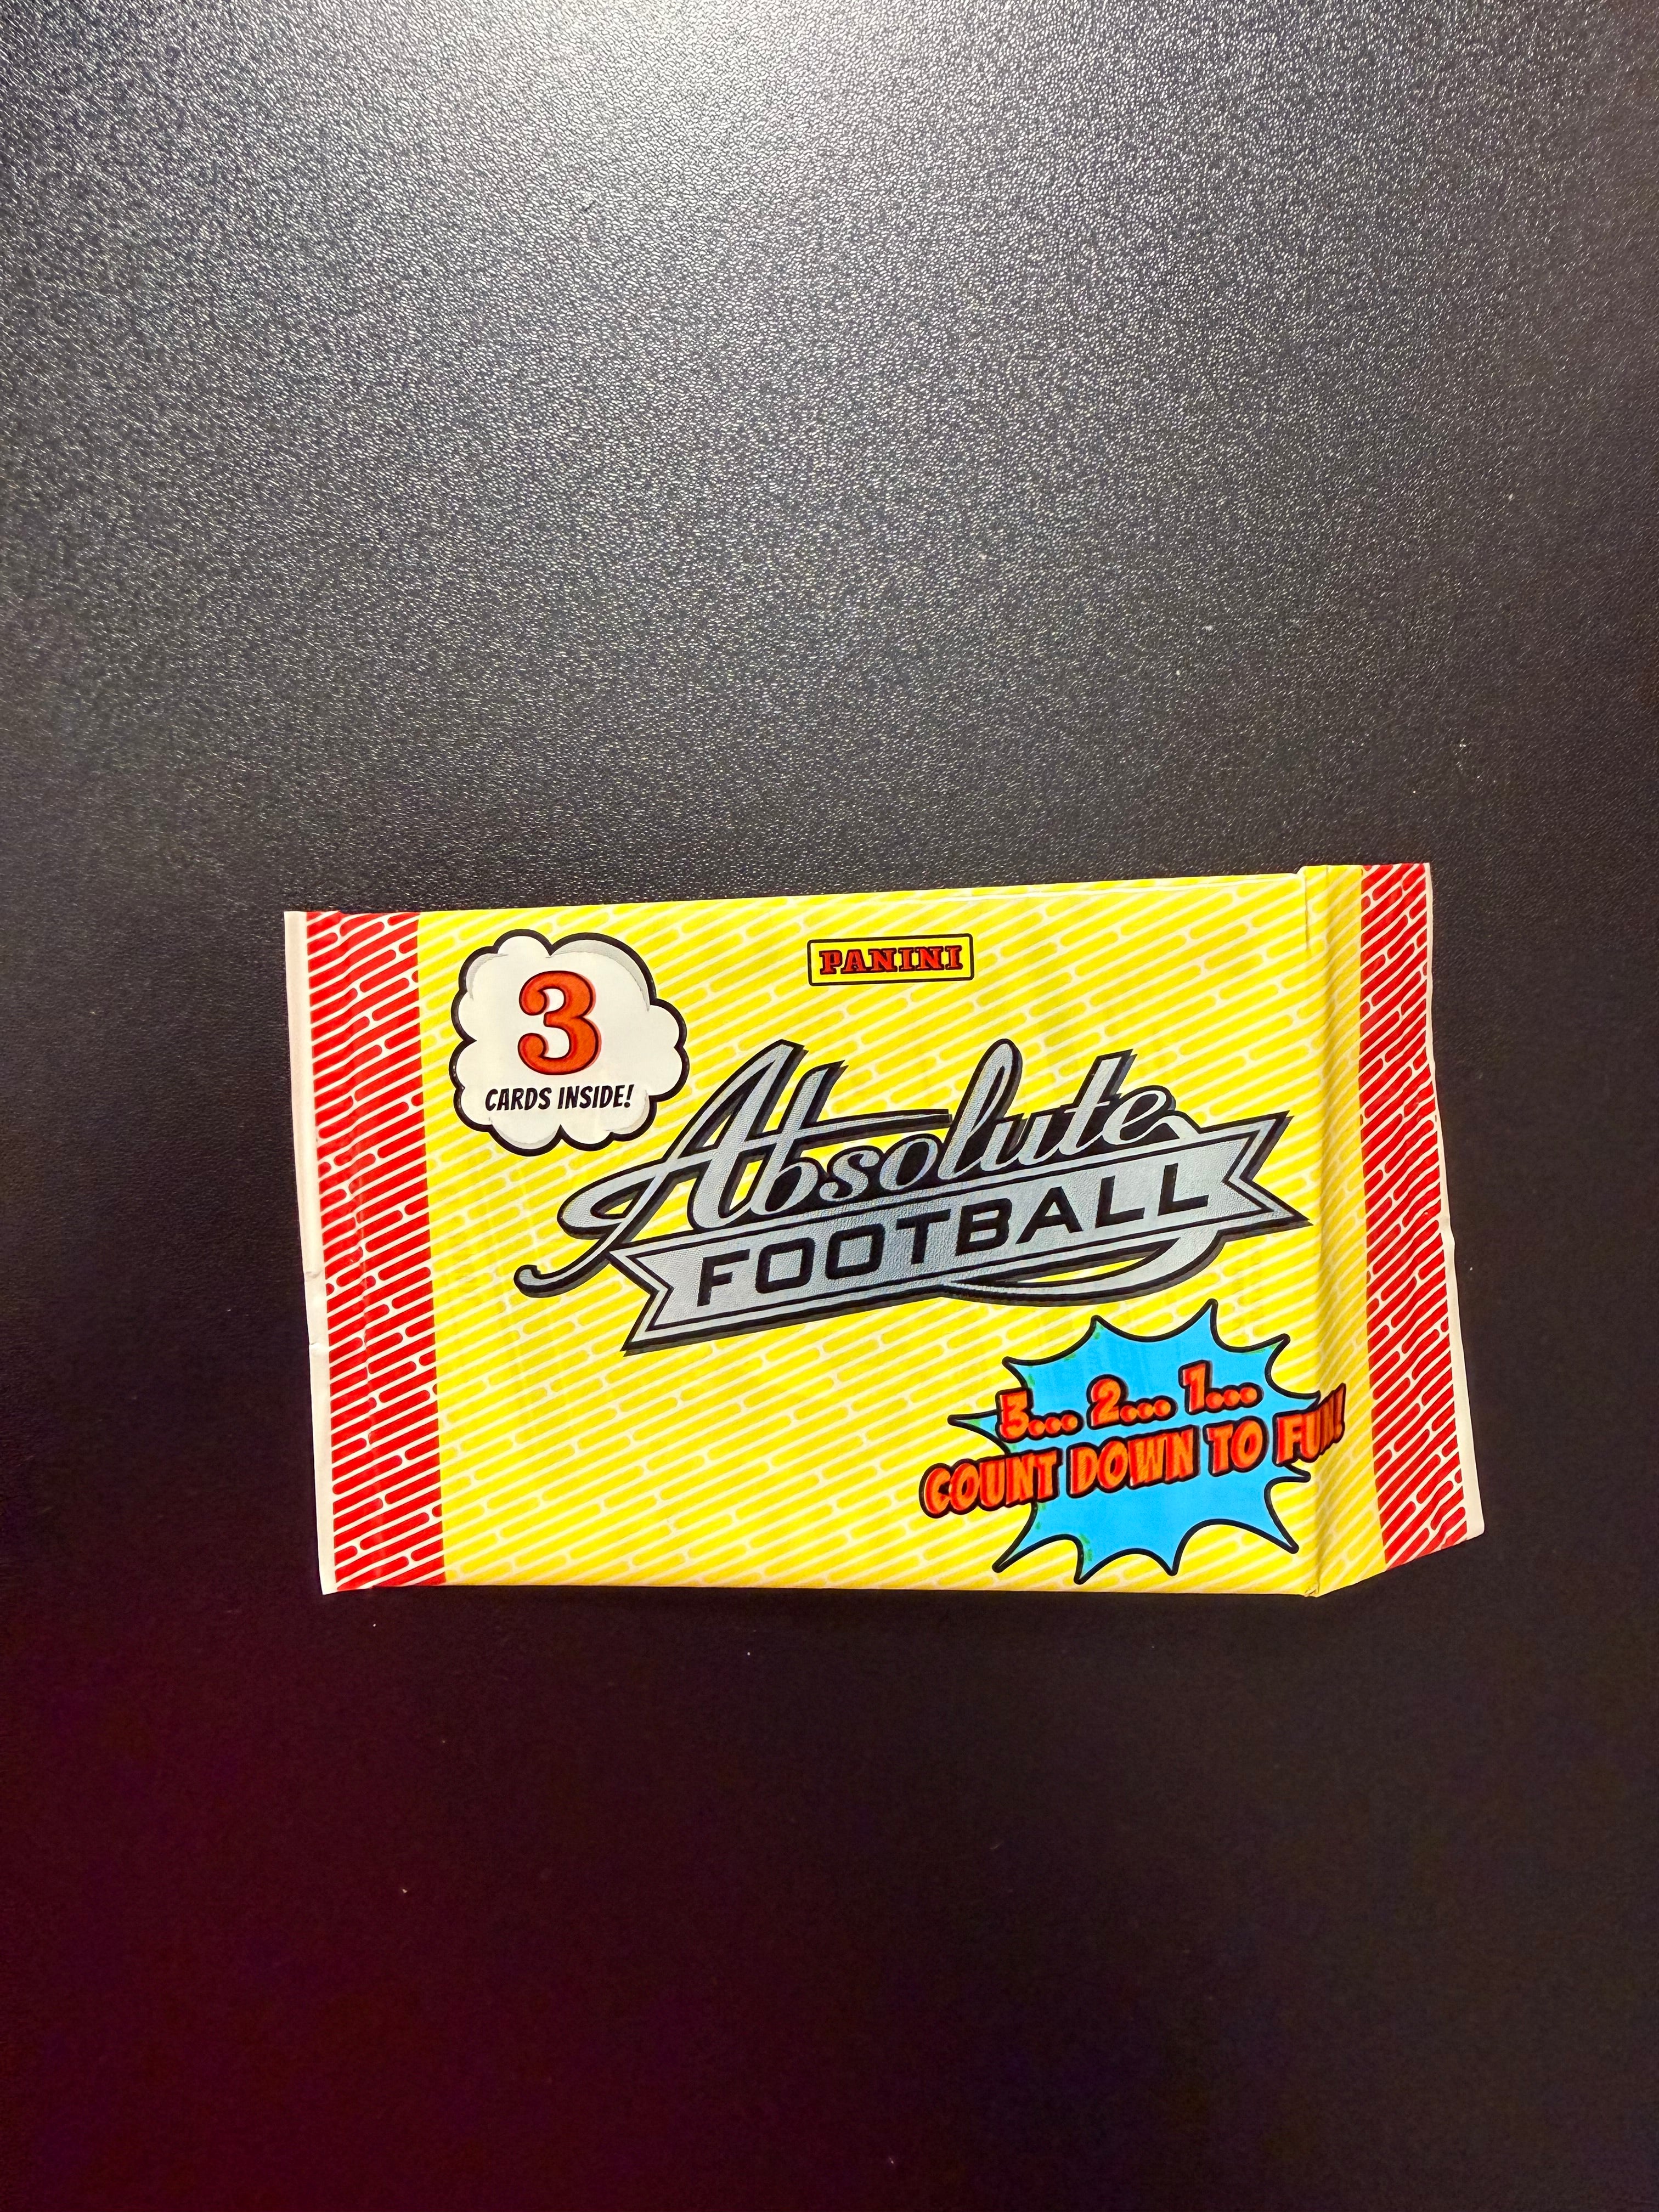 PANINI
3
CARDS INSIDE!
Absolute
FOOTBALL
3... 2... 1...
COUNT DOWN TO FUN!